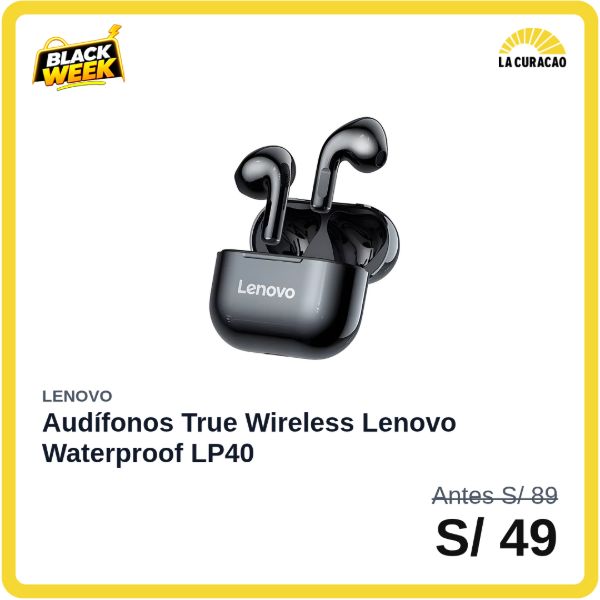 BLACK
WEEK
LA CURACAO
Lenovo
LENOVO
Audífonos True Wireless Lenovo
Waterproof LP40
Antes S/ 89
S/ 49